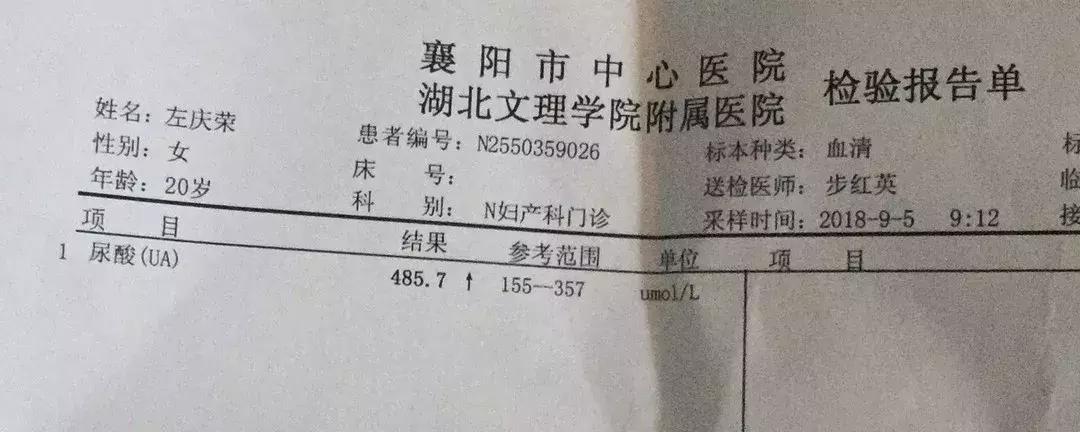 襄阳市中心医院
湖北文理学院附属医院 检验报告单
姓名：左庆荣 患者编号：N2550359026 标本种类：血清 标
性别：女 床 号： 送检医师：步红英 临
年龄：20岁 科 别：N妇产科门诊 采样时间：2018-9-5 9:12 接
项 目 结果 参考范围 单位 项 目
1 尿酸(UA) 485.7 ↑ 155--357 umol/L